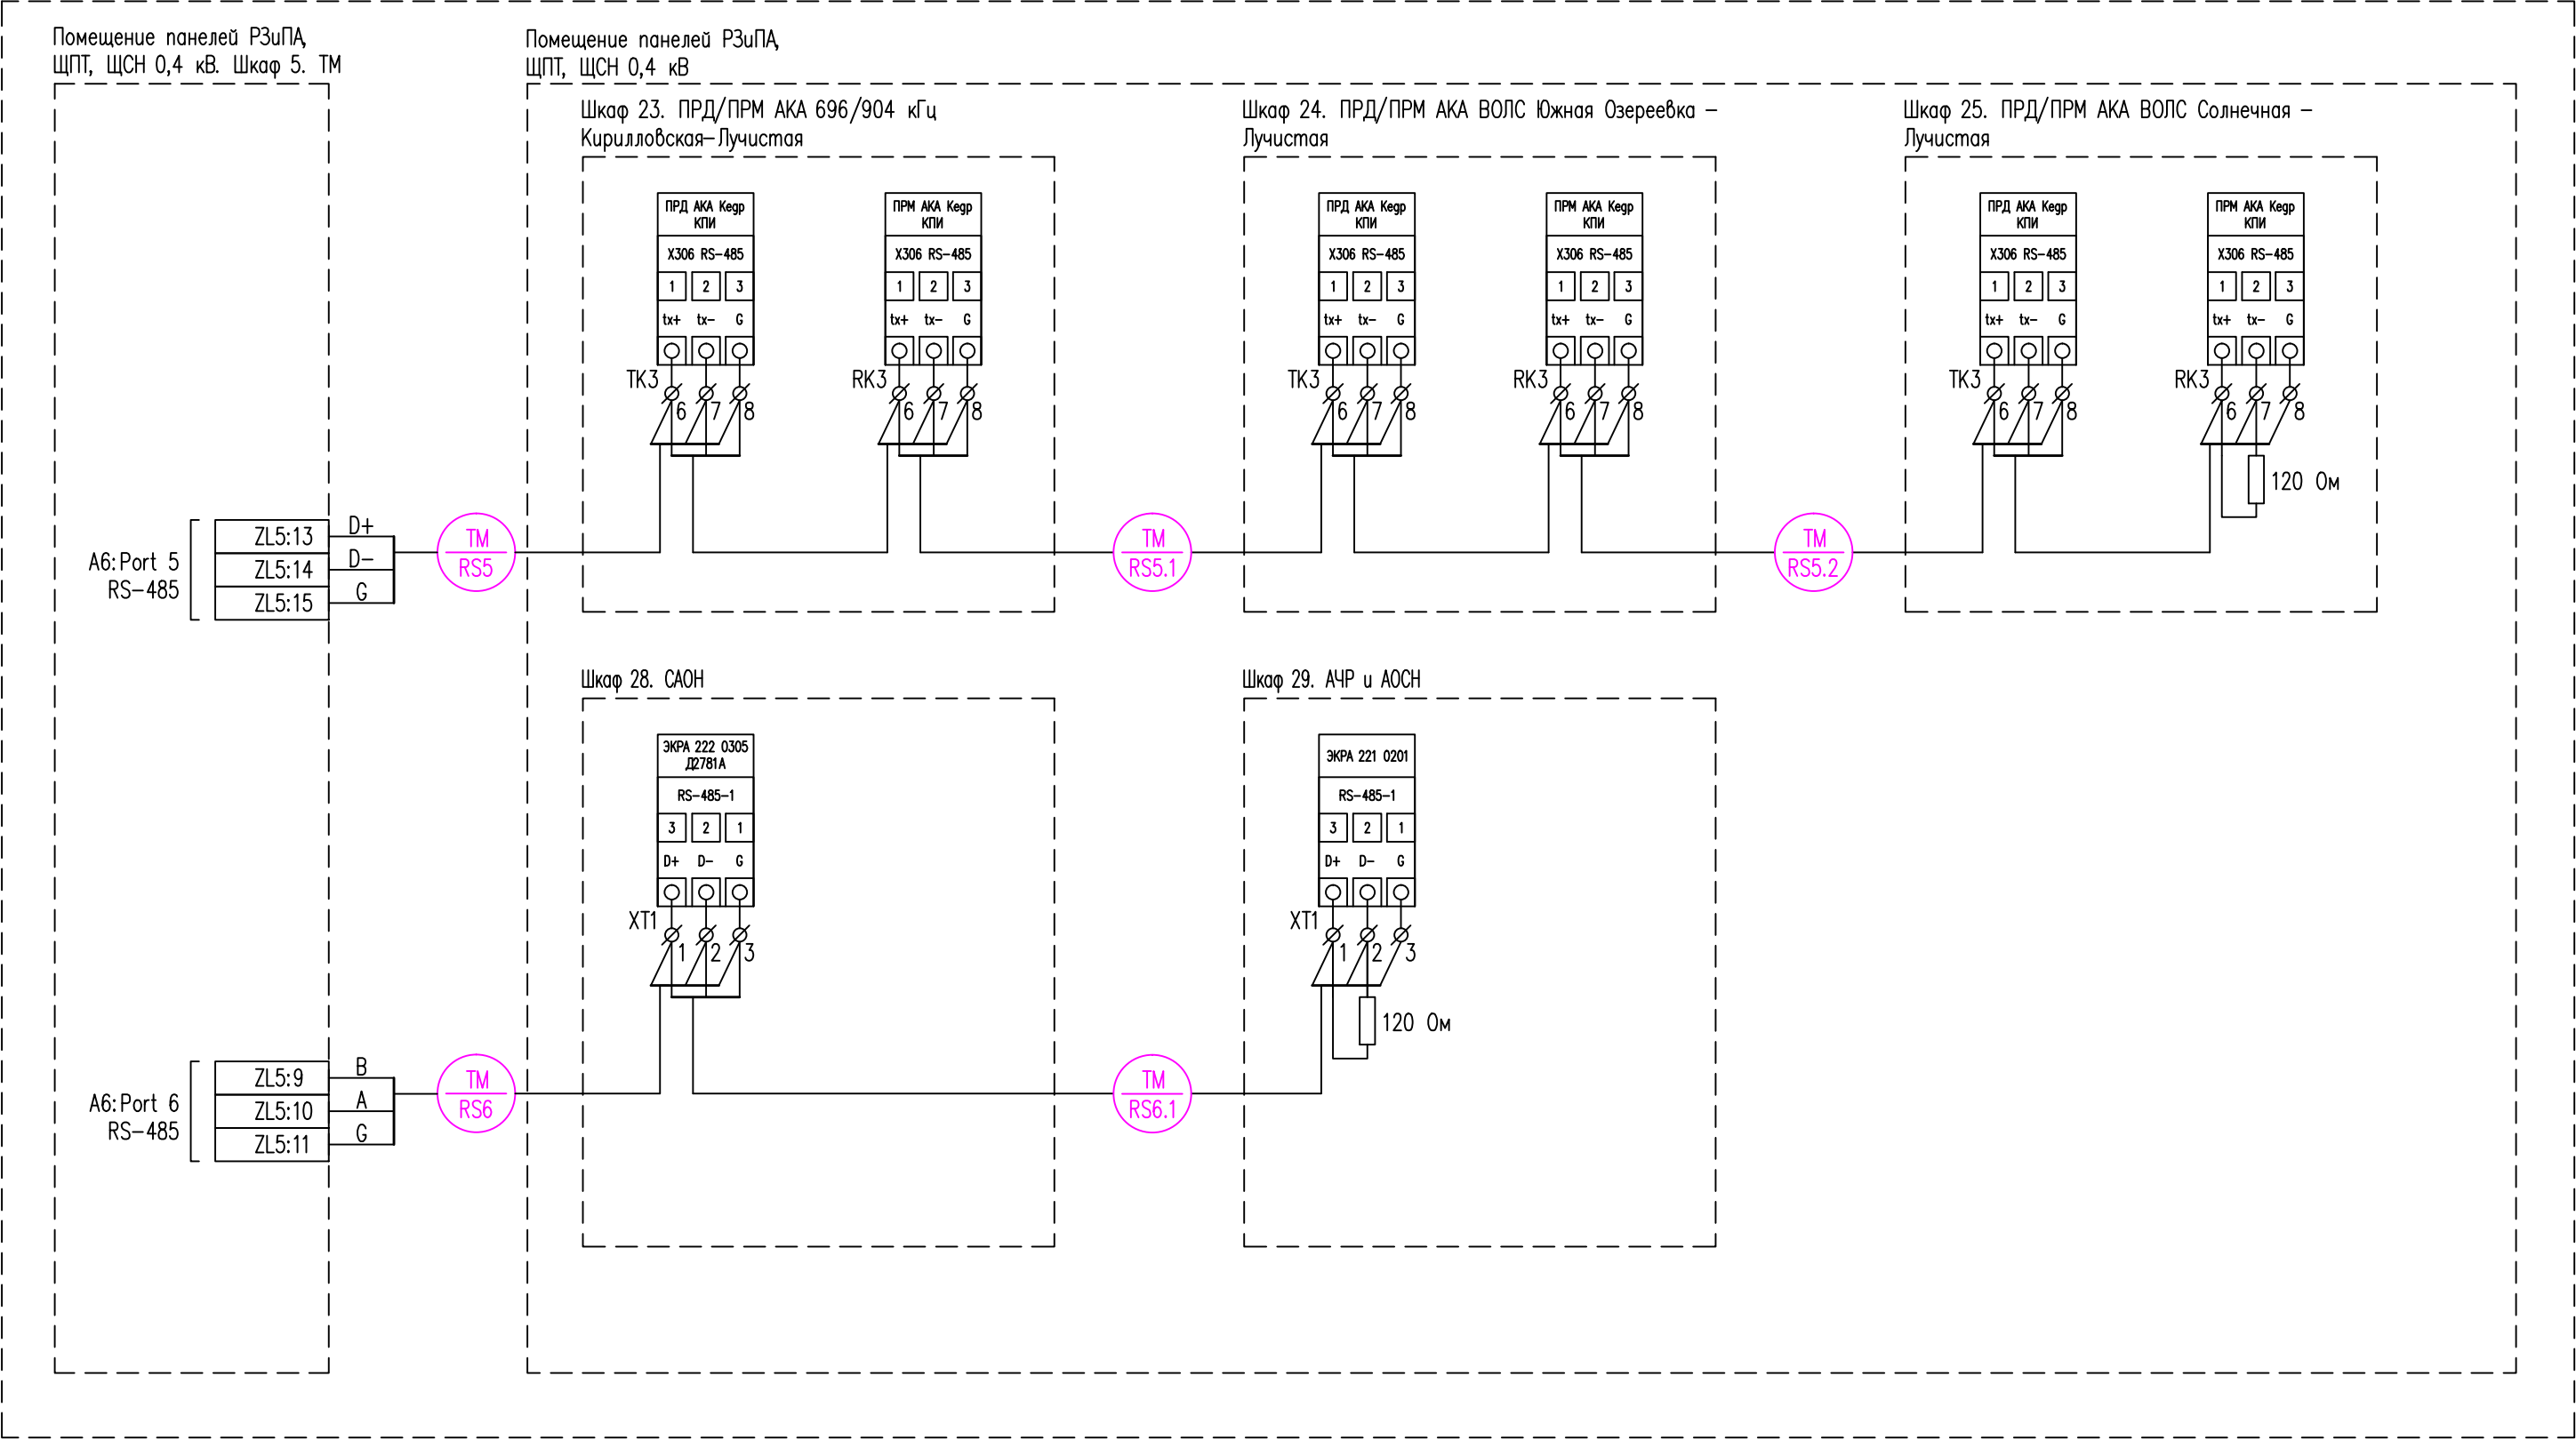 Помещение панелей РЗиПА,
ЩПТ, ЩСН 0,4 кВ. Шкаф 5. ТМ
Помещение панелей РЗиПА,
ЩПТ, ЩСН 0,4 кВ
Шкаф 23. ПРД/ПРМ АКА 696/904 кГц
Кирилловская-Лучистая
Шкаф 24. ПРД/ПРМ АКА ВОЛС Южная Озереевка -
Лучистая
Шкаф 25. ПРД/ПРМ АКА ВОЛС Солнечная -
Лучистая
ПРД АКА Кедр
КПИ
X306 RS-485
1 2 3
tx+ tx- G
TK3
6 7 8
ПРМ АКА Кедр
КПИ
X306 RS-485
1 2 3
tx+ tx- G
RK3
6 7 8
ПРД АКА Кедр
КПИ
X306 RS-485
1 2 3
tx+ tx- G
TK3
6 7 8
ПРМ АКА Кедр
КПИ
X306 RS-485
1 2 3
tx+ tx- G
RK3
6 7 8
ПРД АКА Кедр
КПИ
X306 RS-485
1 2 3
tx+ tx- G
TK3
6 7 8
ПРМ АКА Кедр
КПИ
X306 RS-485
1 2 3
tx+ tx- G
RK3
6 7 8
120 Ом
A6:Port 5
RS-485
ZL5:13
ZL5:14
ZL5:15
D+
D-
G
TM
RS5
TM
RS5.1
TM
RS5.2
Шкаф 28. САОН
Шкаф 29. АЧР и АОСН
ЭКРА 222 0305
Д2781А
RS-485-1
3 2 1
D+ D- G
XT1
1 2 3
ЭКРА 221 0201
RS-485-1
3 2 1
D+ D- G
XT1
1 2 3
120 Ом
A6:Port 6
RS-485
ZL5:9
ZL5:10
ZL5:11
B
A
G
TM
RS6
TM
RS6.1